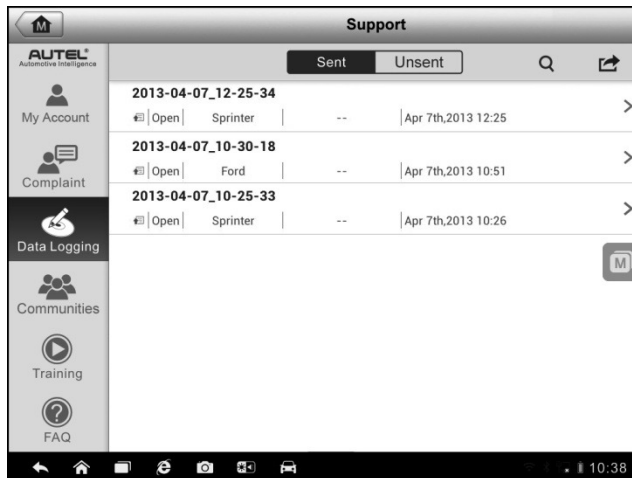 M
Support
AUTEL®
Automotive Intelligence
Sent
Unsent
My Account
Complaint
Data Logging
Communities
Training
FAQ
2013-04-07_12-25-34
Open Sprinter -- Apr 7th,2013 12:25
2013-04-07_10-30-18
Open Ford -- Apr 7th,2013 10:51
2013-04-07_10-25-33
Open Sprinter -- Apr 7th,2013 10:26
M
10:38